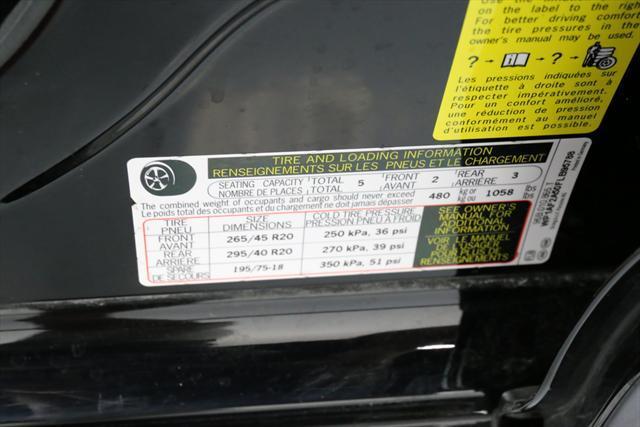 on the label to the right
For better driving comfort
the tire pressures in the
owner's manual may be used.
? → i → ? →
Les pressions indiquées sur
l'étiquette à droite sont à
respecter impérativement.
Pour un confort amélioré,
une réduction de pression
conformément au manuel
d'utilisation est possible.
TIRE AND LOADING INFORMATION
RENSEIGNEMENTS SUR LES PNEUS ET LE CHARGEMENT
SEATING CAPACITY TOTAL 5 FRONT 2 REAR 3
NOMBRE DE PLACES TOTAL AVANT ARRIÈRE
The combined weight of occupants and cargo should never exceed 480 kg or 1058 lbs
Le poids total des occupants et du chargement ne doit jamais dépasser kg ou lbs
TIRE SIZE COLD TIRE PRESSURE
PNEU DIMENSIONS PRESSION PNEU À FROID
FRONT 265/45 R20 250 kPa, 36 psi
AVANT
REAR 295/40 R20 270 kPa, 39 psi
ARRIÈRE
SPARE 195/75-18 350 kPa, 51 psi
DE SECOURS
SEE OWNER'S
MANUAL FOR
ADDITIONAL
INFORMATION
VOIR LE MANUEL
DE L'USAGER
POUR PLUS DE
RENSEIGNEMENTS